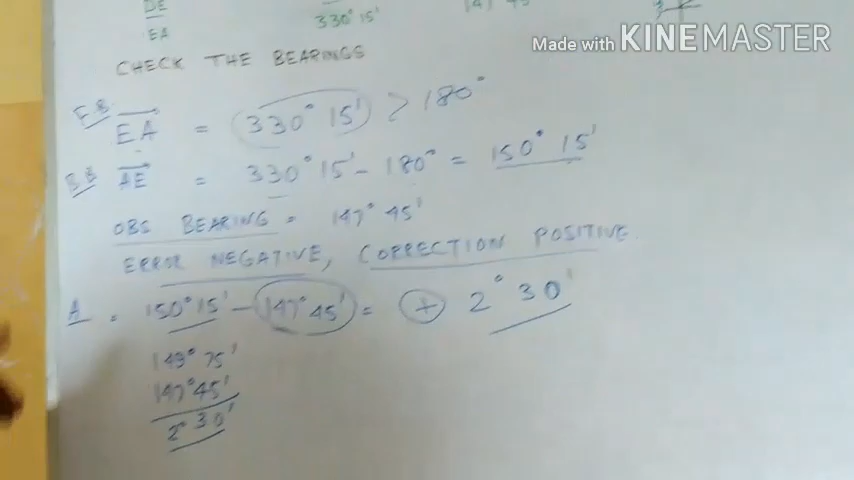 DE 330° 15' 147° 45'
EA
Made with KINEMASTER
CHECK THE BEARINGS
F.B. EA = 330° 15' > 180°
B.B AE = 330° 15' - 180° = 150° 15'
OBS BEARING = 147° 45'
ERROR NEGATIVE, CORRECTION POSITIVE
A = 150° 15' - 147° 45' = + 2° 30'
149° 75'
147° 45'
2° 30'